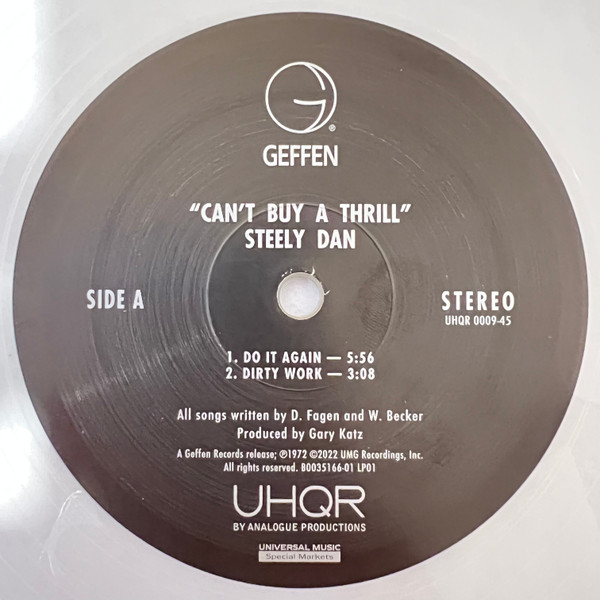 G®
GEFFEN
"CAN'T BUY A THRILL"
STEELY DAN
SIDE A
STEREO
UHQR 0009-45
1. DO IT AGAIN — 5:56
2. DIRTY WORK — 3:08
All songs written by D. Fagen and W. Becker
Produced by Gary Katz
A Geffen Records release; ℗1972 ©2022 UMG Recordings, Inc.
All rights reserved. B0035166-01 LP01
UHQR
BY ANALOGUE PRODUCTIONS
UNIVERSAL MUSIC
Special Markets